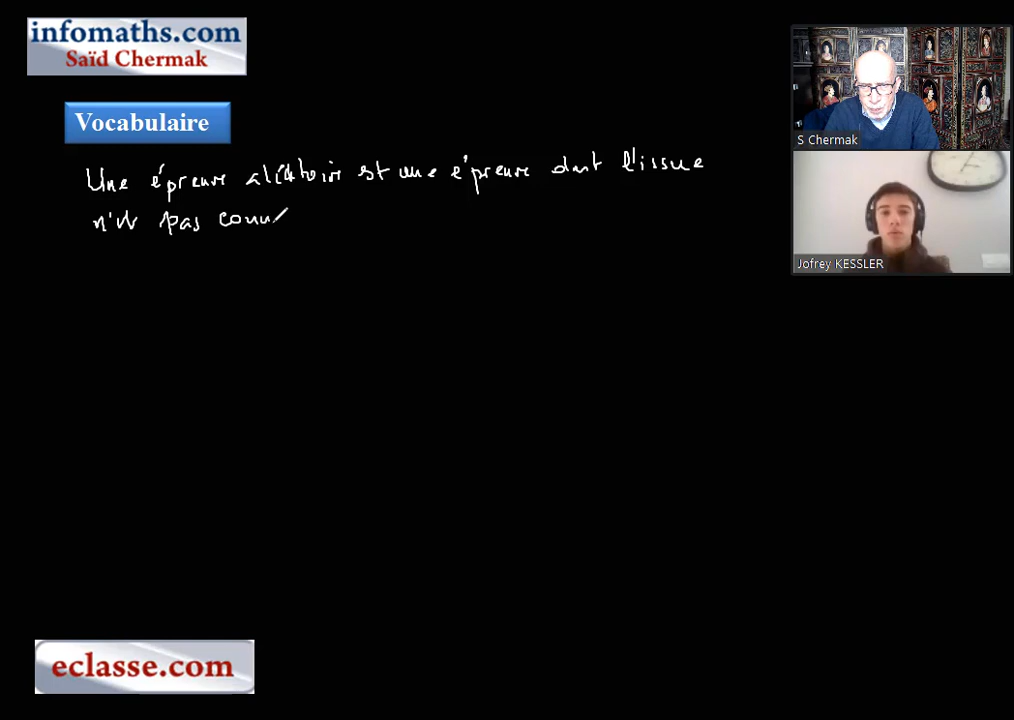 infomaths.com
Saïd Chermak
Vocabulaire
Une épreuve aléatoire est une épreuve dont l'issue
n'est pas connu
S Chermak
Jofrey KESSLER
eclasse.com